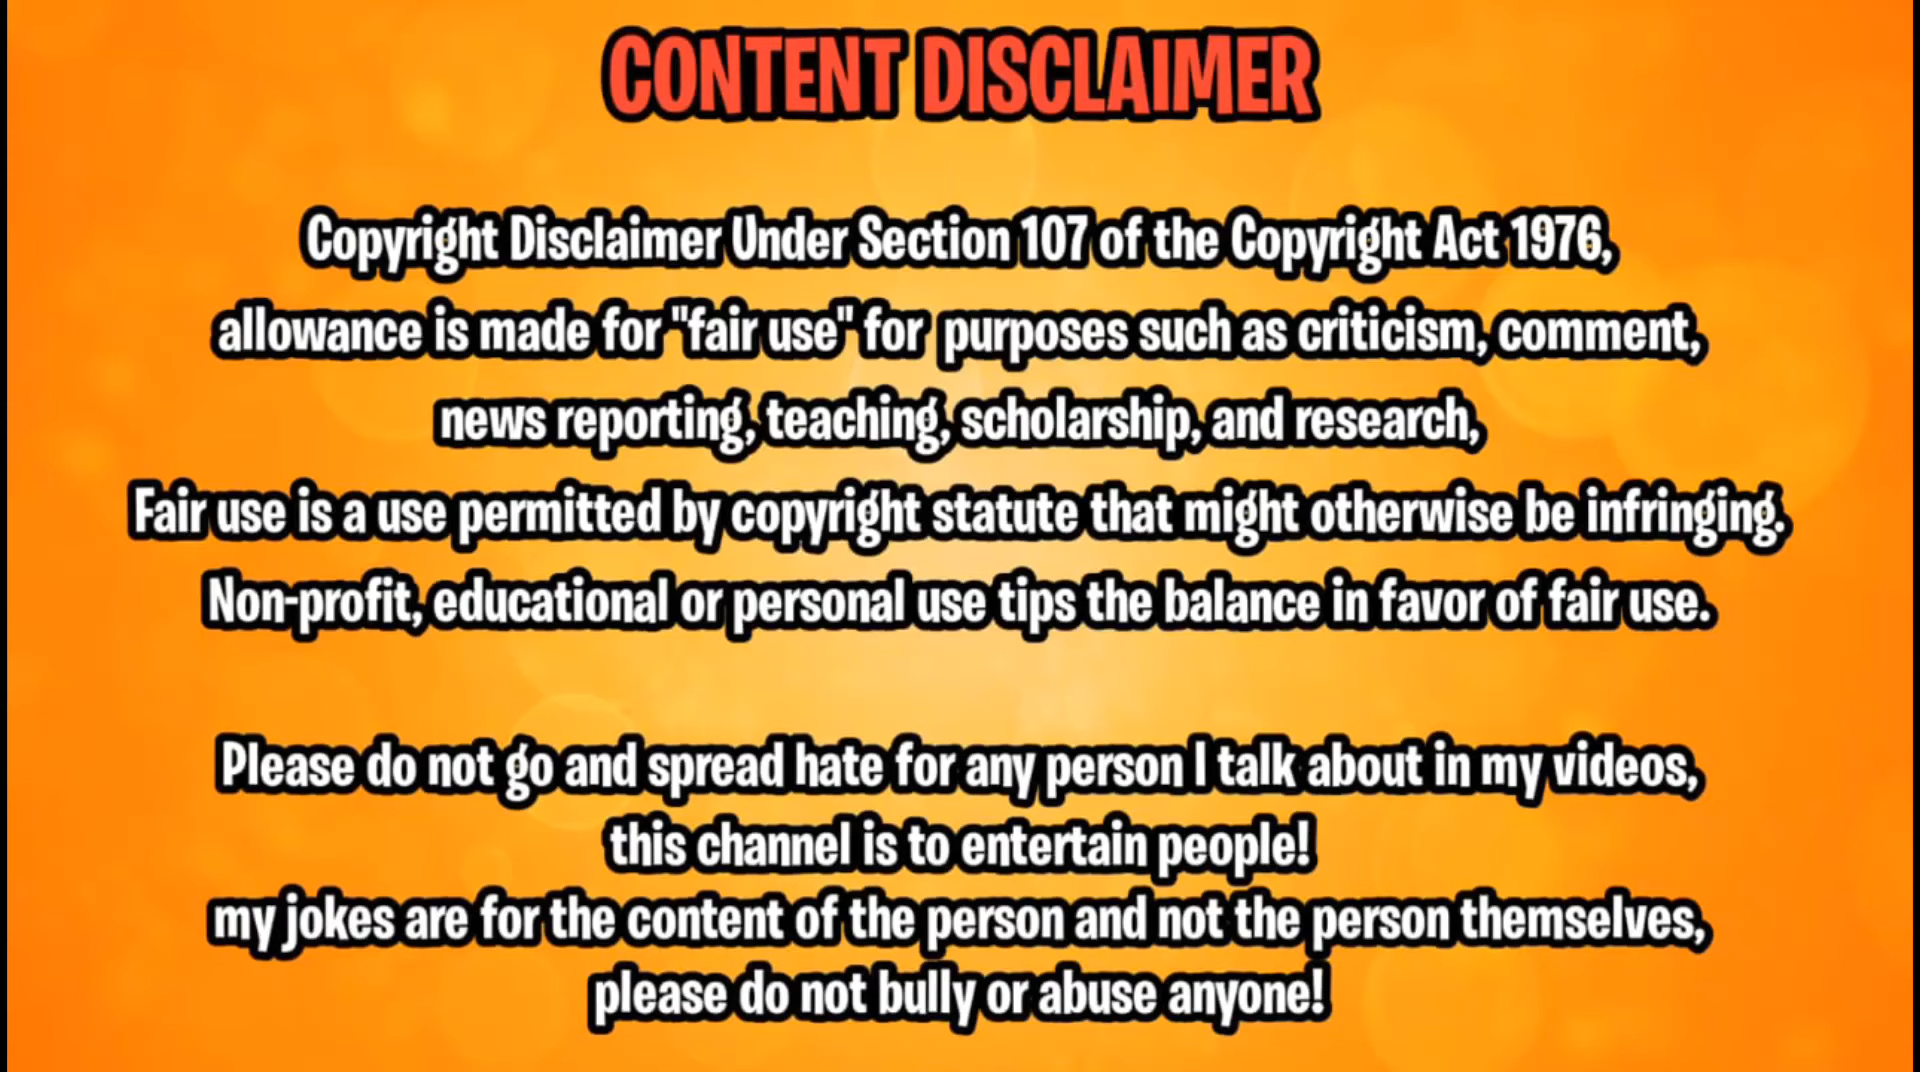 CONTENT DISCLAIMER
Copyright Disclaimer Under Section 107 of the Copyright Act 1976,
allowance is made for "fair use" for purposes such as criticism, comment,
news reporting, teaching, scholarship, and research,
Fair use is a use permitted by copyright statute that might otherwise be infringing.
Non-profit, educational or personal use tips the balance in favor of fair use.
Please do not go and spread hate for any person I talk about in my videos,
this channel is to entertain people!
my jokes are for the content of the person and not the person themselves,
please do not bully or abuse anyone!